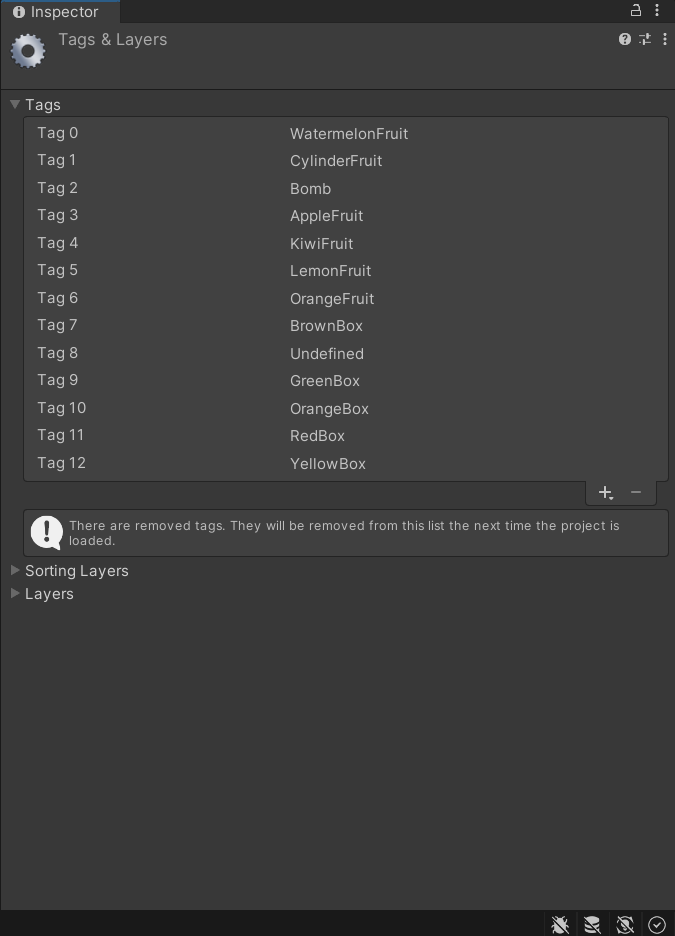 Inspector
Tags & Layers
Tags
Tag 0 WatermelonFruit
Tag 1 CylinderFruit
Tag 2 Bomb
Tag 3 AppleFruit
Tag 4 KiwiFruit
Tag 5 LemonFruit
Tag 6 OrangeFruit
Tag 7 BrownBox
Tag 8 Undefined
Tag 9 GreenBox
Tag 10 OrangeBox
Tag 11 RedBox
Tag 12 YellowBox
There are removed tags. They will be removed from this list the next time the project is
loaded.
Sorting Layers
Layers